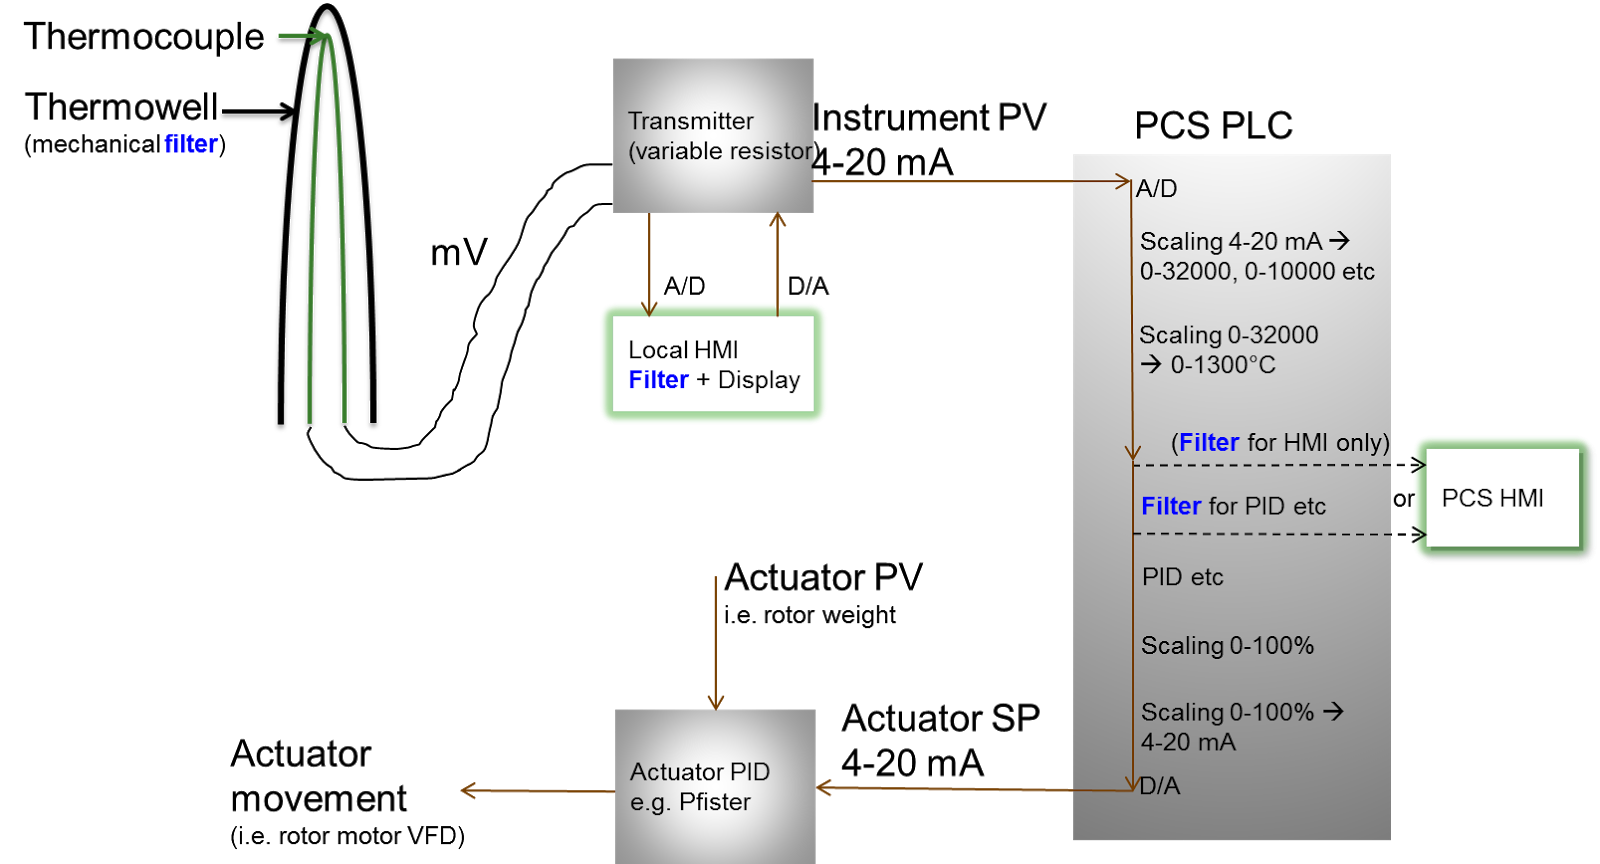 Thermocouple
Thermowell
(mechanical filter)
mV
Transmitter
(variable resistor)
Instrument PV
4-20 mA
A/D
D/A
Local HMI
Filter + Display
PCS PLC
A/D
Scaling 4-20 mA →
0-32000, 0-10000 etc
Scaling 0-32000
→ 0-1300°C
(Filter for HMI only)
Filter for PID etc
or
PCS HMI
PID etc
Scaling 0-100%
Scaling 0-100% →
4-20 mA
D/A
Actuator SP
4-20 mA
Actuator PV
i.e. rotor weight
Actuator PID
e.g. Pfister
Actuator
movement
(i.e. rotor motor VFD)